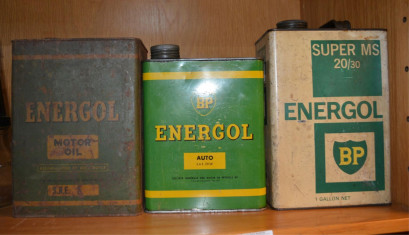 ENERGOL
MOTOR
OIL
BP
ENERGOL
AUTO
SUPER MS
20/30
ENERGOL
BP
1 GALLON NET